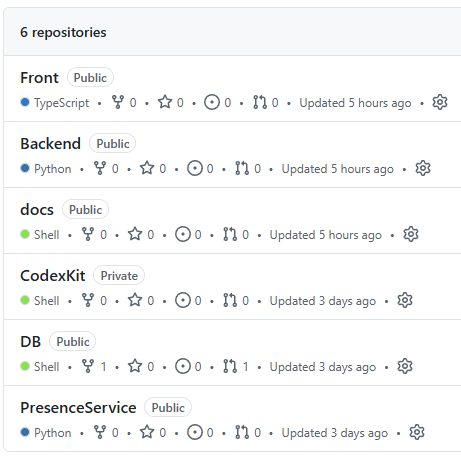 6 repositories
Front Public
TypeScript • 0 • 0 • 0 • 0 • Updated 5 hours ago
Backend Public
Python • 0 • 0 • 0 • 0 • Updated 5 hours ago
docs Public
Shell • 0 • 0 • 0 • 0 • Updated 5 hours ago
CodexKit Private
Shell • 0 • 0 • 0 • 0 • Updated 3 days ago
DB Public
Shell • 1 • 0 • 0 • 1 • Updated 3 days ago
PresenceService Public
Python • 0 • 0 • 0 • 0 • Updated 3 days ago